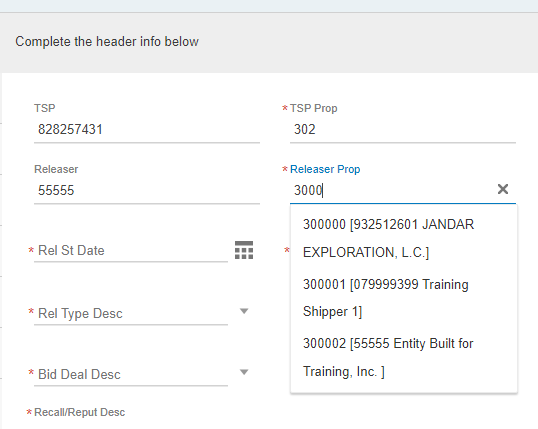 Complete the header info below
TSP
* TSP Prop
828257431
302
Releaser
* Releaser Prop
55555
3000
300000 [932512601 JANDAR
EXPLORATION, L.C.]
300001 [079999399 Training
Shipper 1]
300002 [55555 Entity Built for
Training, Inc. ]
* Rel St Date
*
* Rel Type Desc
* Bid Deal Desc
* Recall/Reput Desc